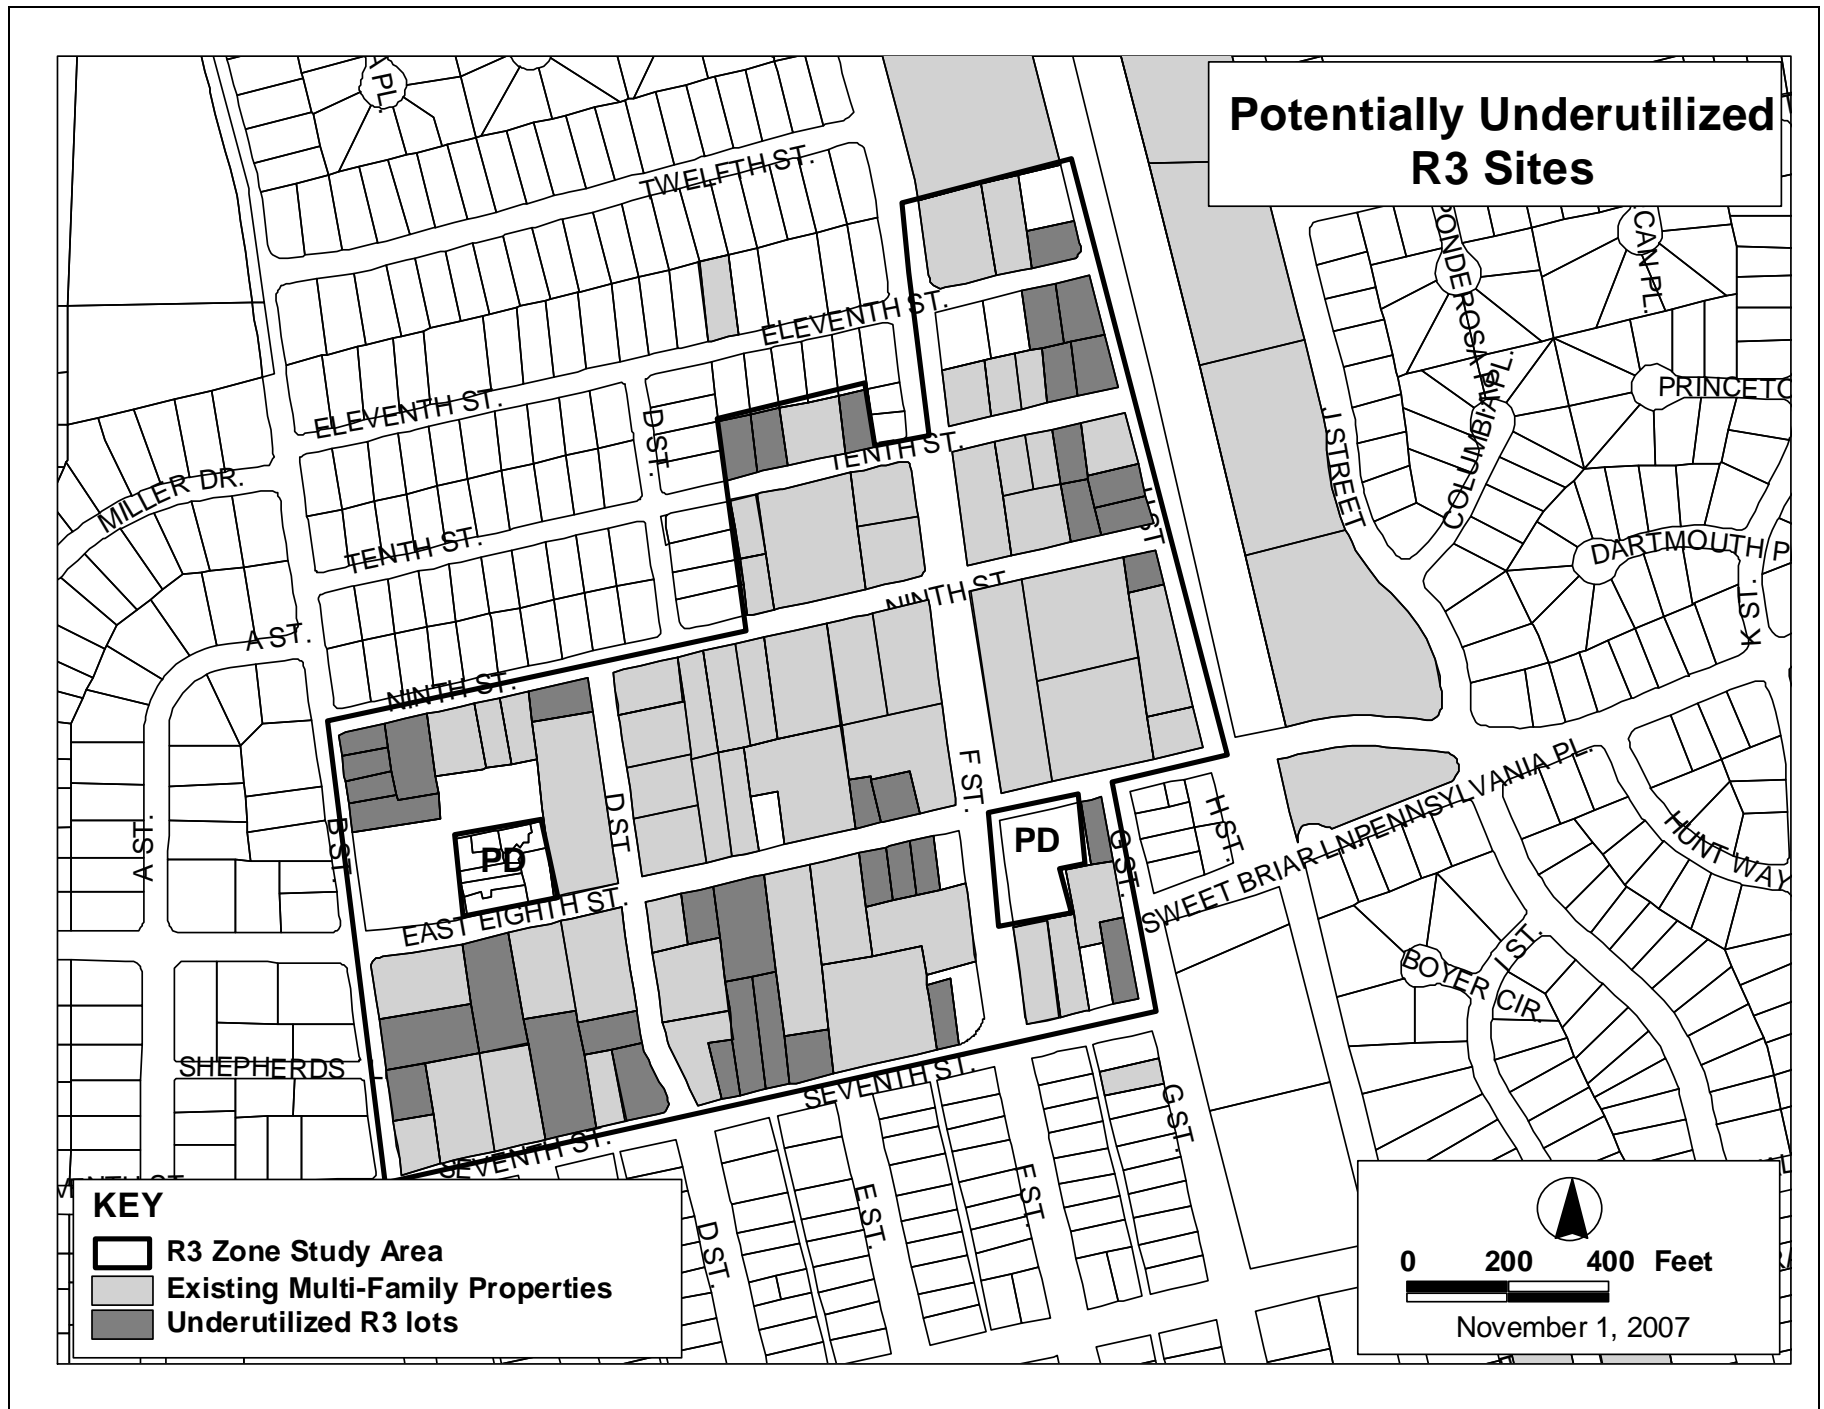 Potentially Underutilized
R3 Sites
PL.
TWELFTH ST.
PONDEROSA PL.
CAN PL.
ELEVENTH ST.
ELEVENTH ST.
D ST.
TENTH ST.
PRINCETO
COLUMBIA PL.
J STREET
MILLER DR.
TENTH ST.
H ST
DARTMOUTH P
K ST.
NINTH ST
A ST.
NINTH ST.
F ST.
D ST
PENNSYLVANIA PL.
HUNT WAY
A ST.
B ST.
PD
PD
G ST.
H ST.
SWEET BRIAR LN
EAST EIGHTH ST.
I ST.
BOYER CIR.
SHEPHERDS L
SEVENTH ST.
SEVENTH ST.
G ST.
D ST.
E ST.
F ST.
KEY
R3 Zone Study Area
Existing Multi-Family Properties
Underutilized R3 lots
0 200 400 Feet
November 1, 2007